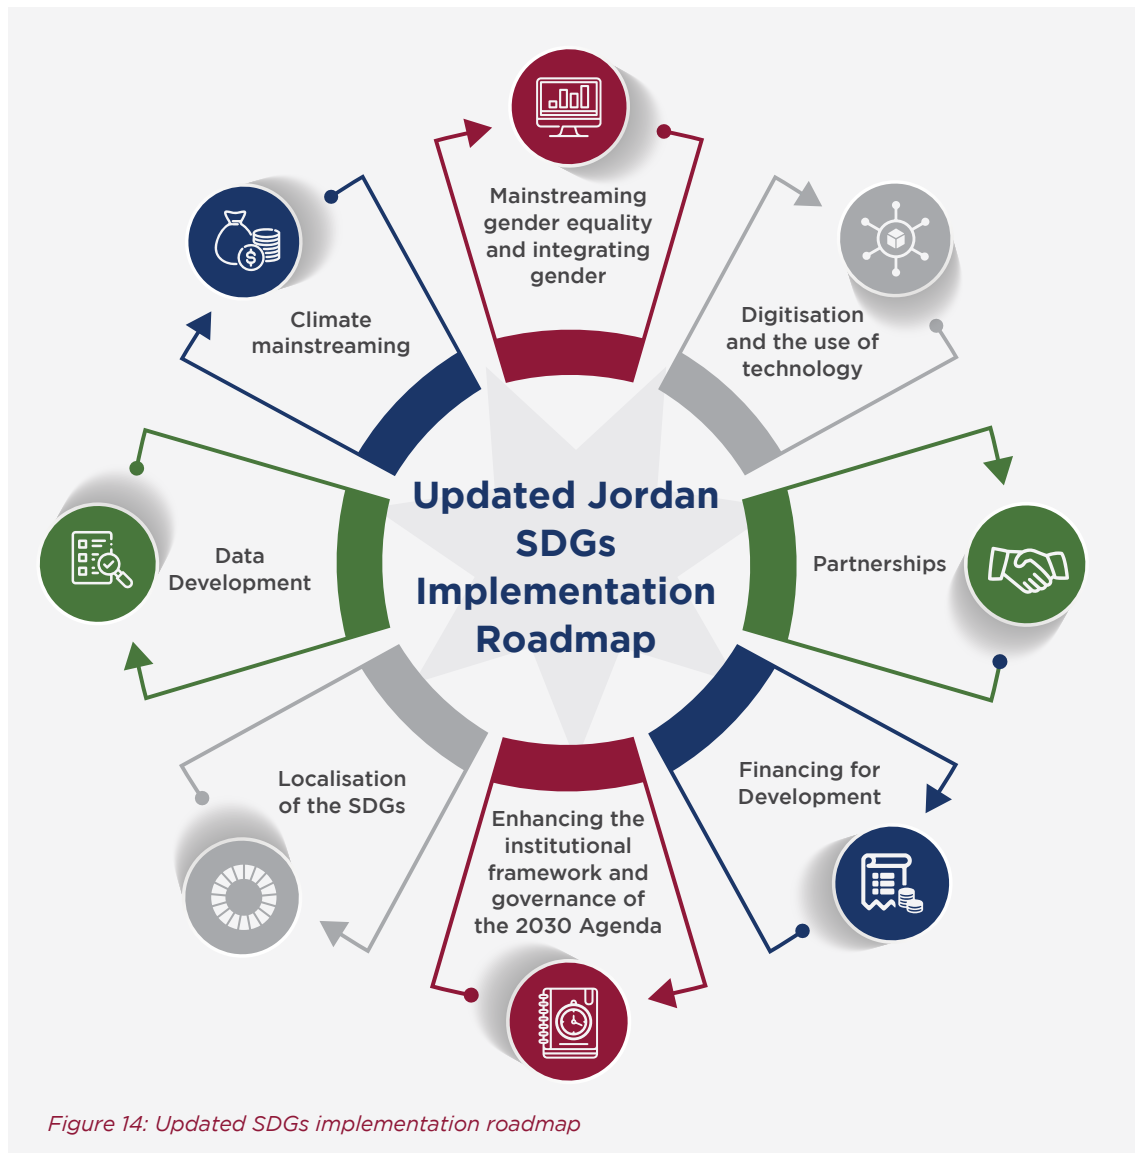 Mainstreaming
gender equality
and integrating
gender
Digitisation
and the use of
technology
Partnerships
Financing for
Development
Enhancing the
institutional
framework and
governance of
the 2030 Agenda
Localisation
of the SDGs
Data
Development
Climate
mainstreaming
$
Updated Jordan
SDGs
Implementation
Roadmap
Figure 14: Updated SDGs implementation roadmap